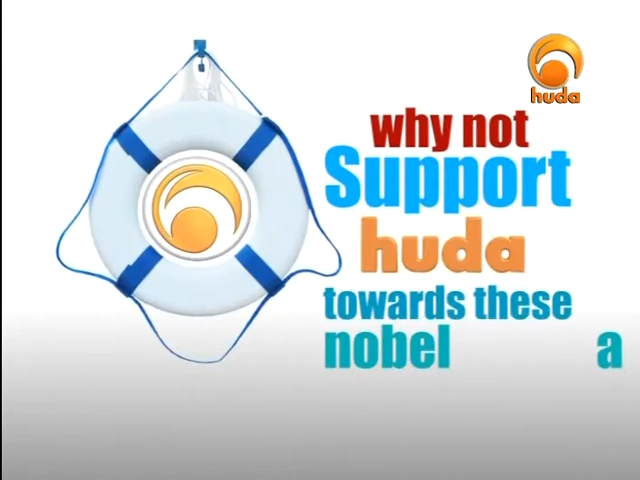 huda
why not
Support
huda
towards these
nobel a